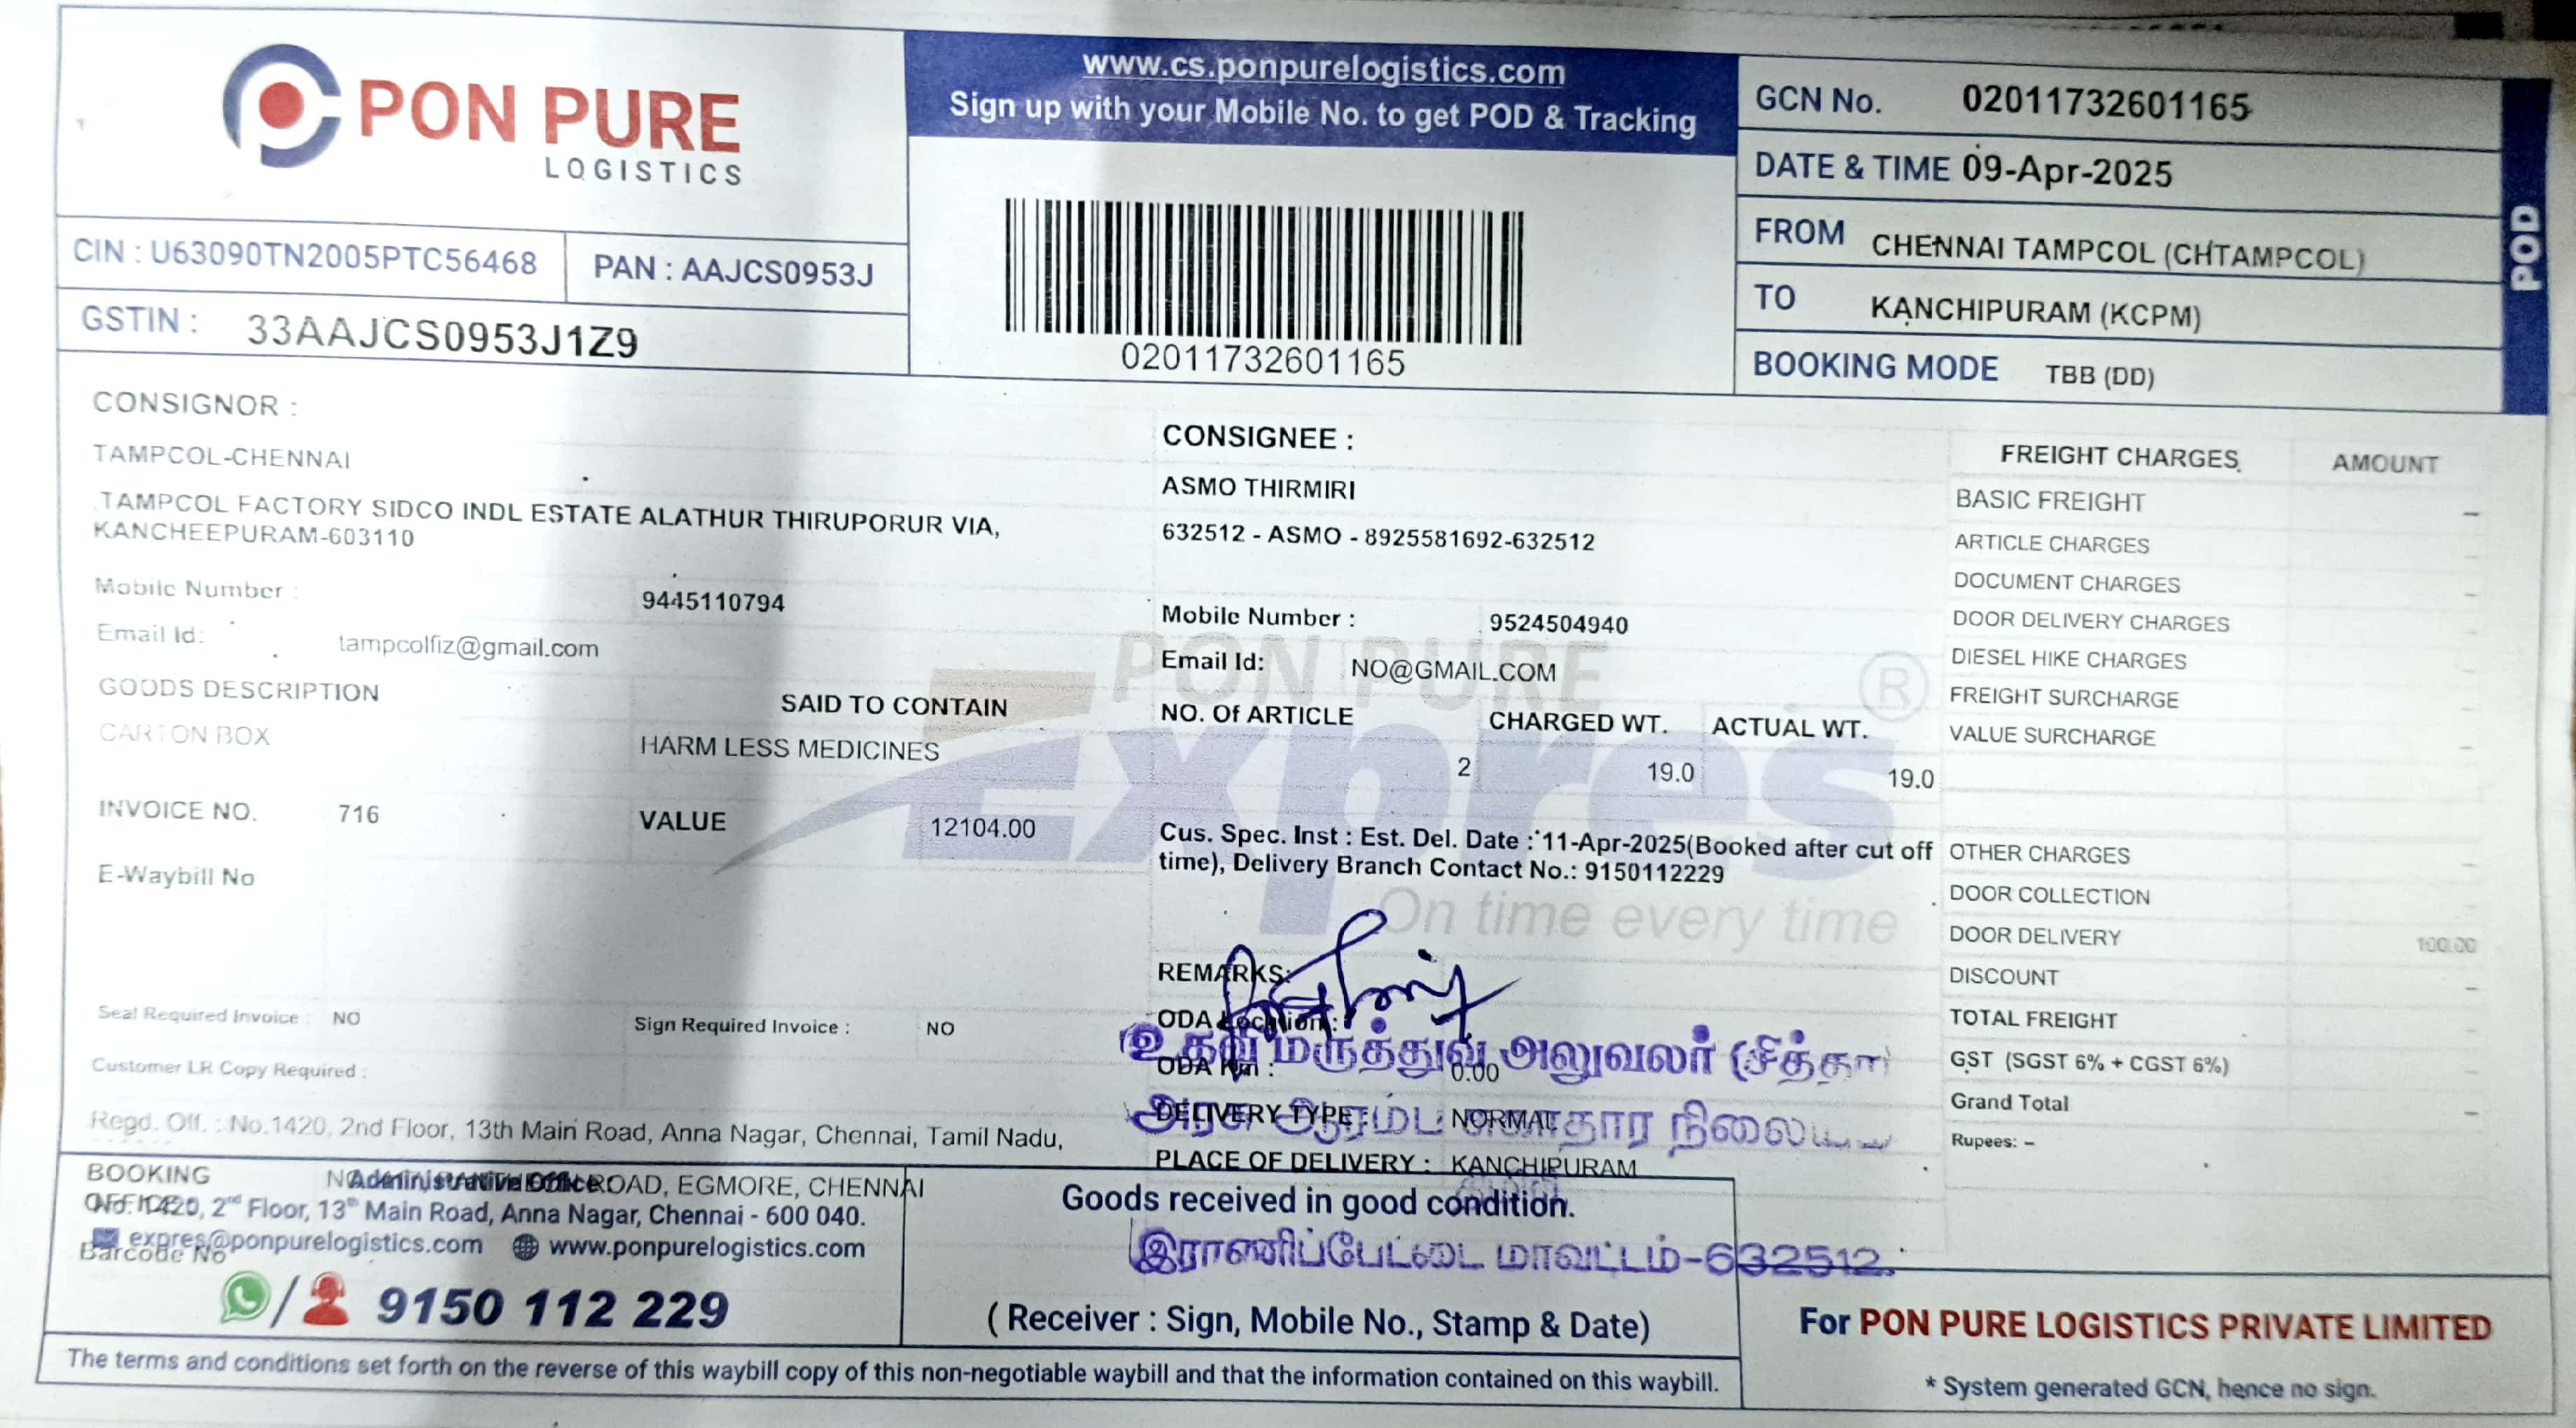 PON PURE
LOGISTICS
www.cs.ponpurelogistics.com
Sign up with your Mobile No. to get POD & Tracking
02011732601165
GCN No. 02011732601165
DATE & TIME 09-Apr-2025
FROM CHENNAI TAMPCOL (CHTAMPCOL)
TO KANCHIPURAM (KCPM)
BOOKING MODE TBB (DD)
POD
CIN : U63090TN2005PTC56468 PAN : AAJCS0953J
GSTIN : 33AAJCS0953J1Z9
CONSIGNOR :
TAMPCOL-CHENNAI
TAMPCOL FACTORY SIDCO INDL ESTATE ALATHUR THIRUPORUR VIA,
KANCHEEPURAM-603110
Mobile Number : 9445110794
Email Id: tampcolfiz@gmail.com
GOODS DESCRIPTION SAID TO CONTAIN
CARTON BOX HARM LESS MEDICINES
INVOICE NO. 716 VALUE 12104.00
E-Waybill No
Seal Required Invoice : NO Sign Required Invoice : NO
Customer LR Copy Required :
Regd. Off. : No.1420, 2nd Floor, 13th Main Road, Anna Nagar, Chennai, Tamil Nadu,
CONSIGNEE :
ASMO THIRMIRI
632512 - ASMO - 8925581692-632512
Mobile Number : 9524504940
Email Id: NO@GMAIL.COM
NO. Of ARTICLE CHARGED WT. ACTUAL WT.
2 19.0 19.0
Cus. Spec. Inst : Est. Del. Date : 11-Apr-2025(Booked after cut off
time), Delivery Branch Contact No.: 9150112229
PON PURE
Expres ®
On time every time
REMARKS:
ODA Location :
உதவி மருத்துவ அலுவலர் (சித்தா)
ODA Km : 0.00
அரசு ஆரம்ப சுகாதார
DELIVERY TYPE : NORMAL
PLACE OF DELIVERY : KANCHIPURAM
FREIGHT CHARGES AMOUNT
BASIC FREIGHT –
ARTICLE CHARGES –
DOCUMENT CHARGES –
DOOR DELIVERY CHARGES –
DIESEL HIKE CHARGES –
FREIGHT SURCHARGE –
VALUE SURCHARGE –
OTHER CHARGES –
DOOR COLLECTION –
DOOR DELIVERY 100.00
DISCOUNT –
TOTAL FREIGHT –
GST (SGST 6% + CGST 6%) –
Grand Total –
Rupees: –
BOOKING OFFICE ROAD, EGMORE, CHENNAI
Administrative Office:
No. 1420, 2nd Floor, 13th Main Road, Anna Nagar, Chennai - 600 040.
expres@ponpurelogistics.com www.ponpurelogistics.com
Barcode No
/ 9150 112 229
Goods received in good condition.
இராணிப்பேட்டை மாவட்டம்-632512.
( Receiver : Sign, Mobile No., Stamp & Date)
For PON PURE LOGISTICS PRIVATE LIMITED
* System generated GCN, hence no sign.
The terms and conditions set forth on the reverse of this waybill copy of this non-negotiable waybill and that the information contained on this waybill.